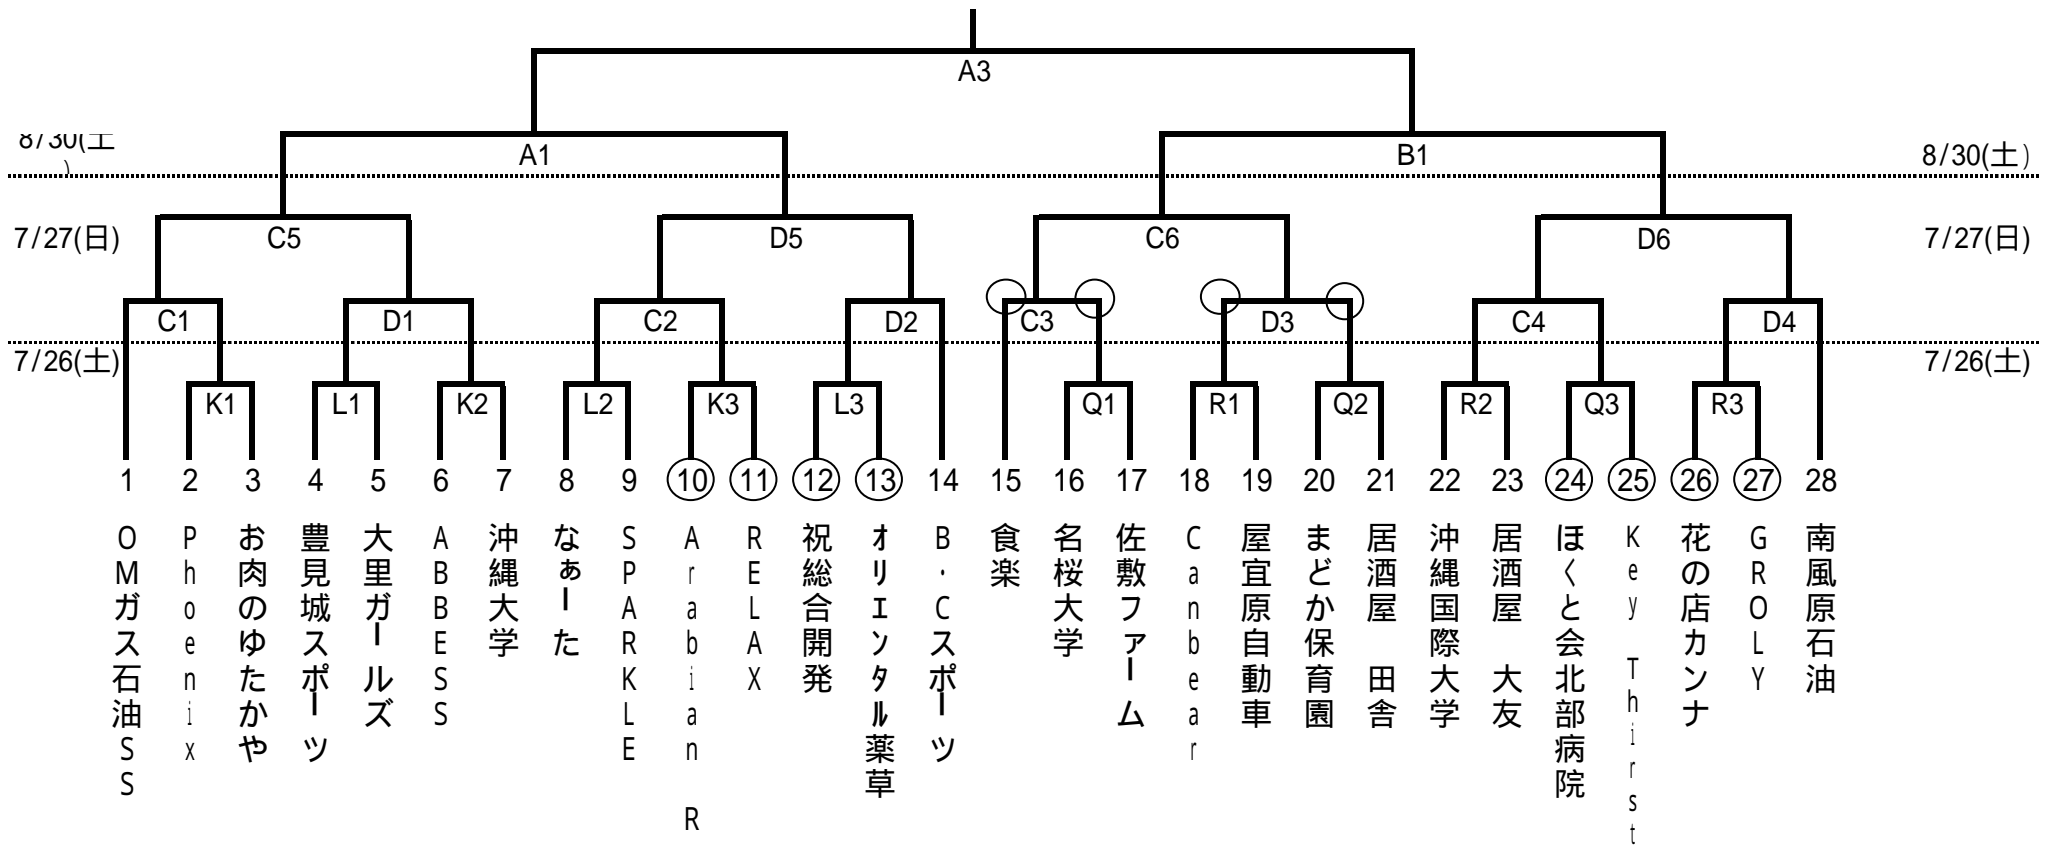 A3
8/30(土)
A1
B1
8/30(土)
7/27(日)
C5
D5
C6
D6
7/27(日)
C1
D1
C2
D2
C3
D3
C4
D4
7/26(土)
7/26(土)
K1
L1
K2
L2
K3
L3
Q1
R1
Q2
R2
Q3
R3
1 2 3 4 5 6 7 8 9 10 11 12 13 14 15 16 17 18 19 20 21 22 23 24 25 26 27 28
OMガス石油SS
Phoenix
お肉のゆたかや
豊見城スポーツ
大里ガールズ
ABBESS
沖縄大学
なぁーた
SPARKLE
Arabian R
RELAX
祝総合開発
オリエンタル薬草
B・Cスポーツ
食楽
名桜大学
佐敷ファーム
Canbear
屋宜原自動車
まどか保育園
居酒屋 田舎
沖縄国際大学
居酒屋 大友
ほくと会北部病院
Key Thirst
花の店カンナ
GROLY
南風原石油